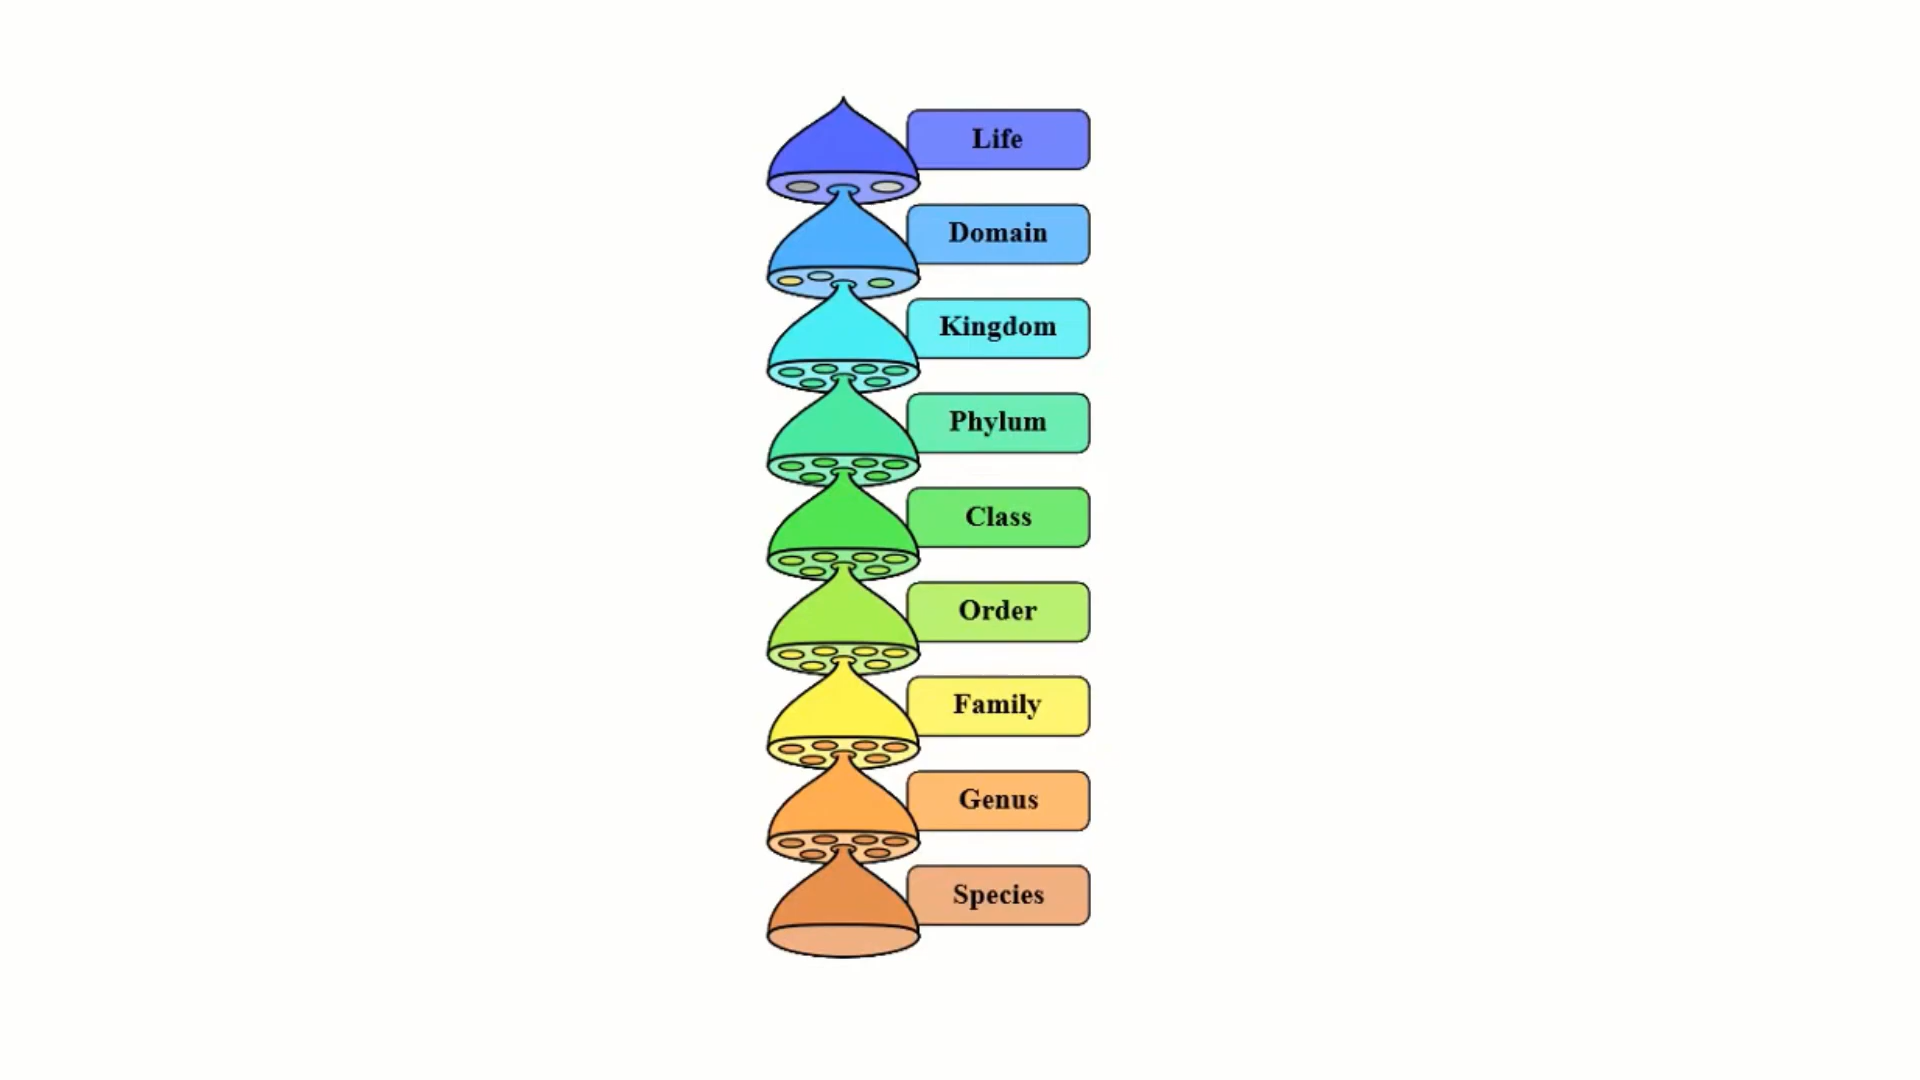 Life
Domain
Kingdom
Phylum
Class
Order
Family
Genus
Species